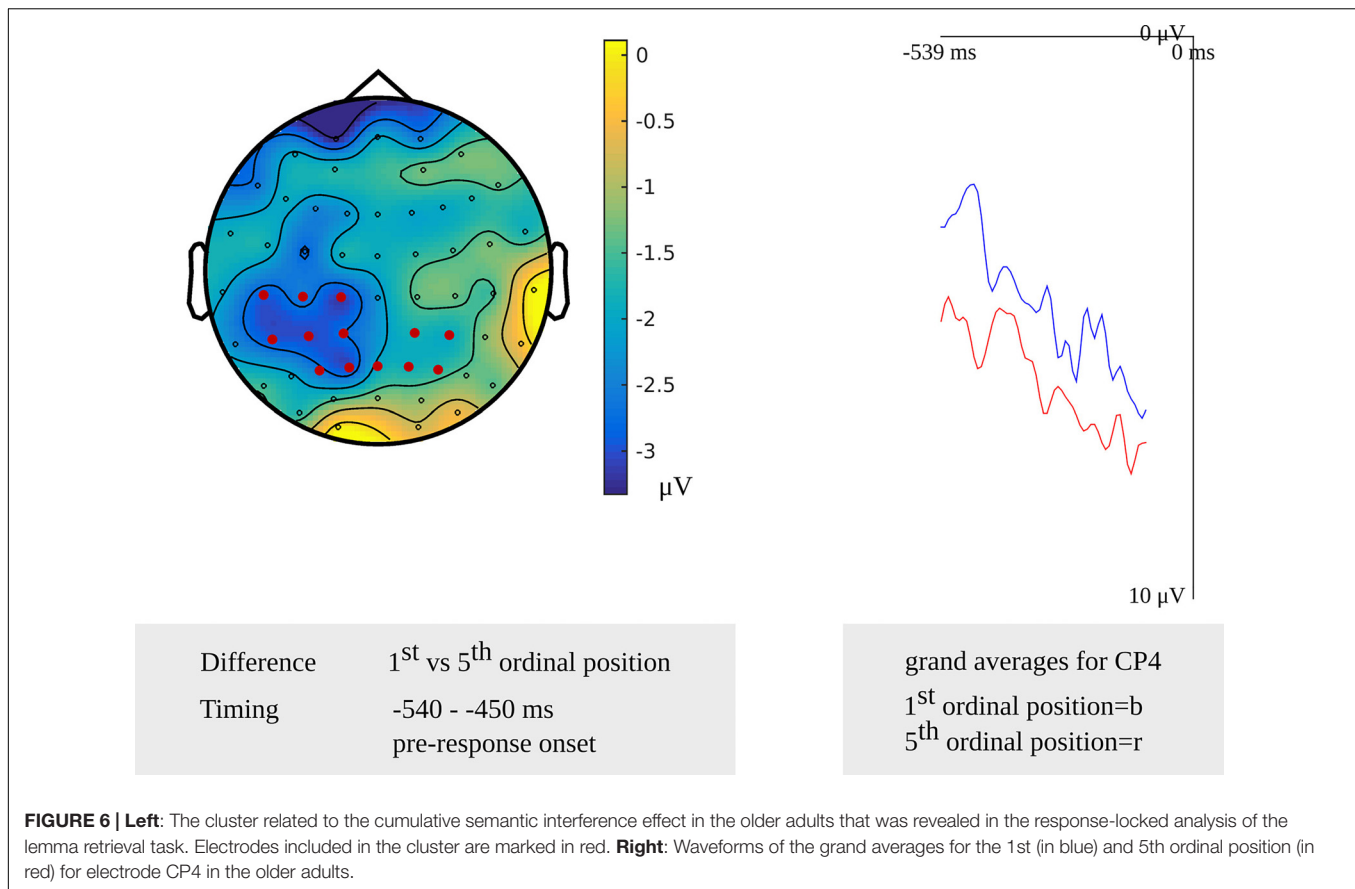 0
-0.5
-1
-1.5
-2
-2.5
-3
μV
0 μV
-539 ms 0 ms
10 μV
Difference 1st vs 5th ordinal position
Timing -540 - -450 ms
pre-response onset
grand averages for CP4
1st ordinal position=b
5th ordinal position=r
FIGURE 6 | Left: The cluster related to the cumulative semantic interference effect in the older adults that was revealed in the response-locked analysis of the
lemma retrieval task. Electrodes included in the cluster are marked in red. Right: Waveforms of the grand averages for the 1st (in blue) and 5th ordinal position (in
red) for electrode CP4 in the older adults.